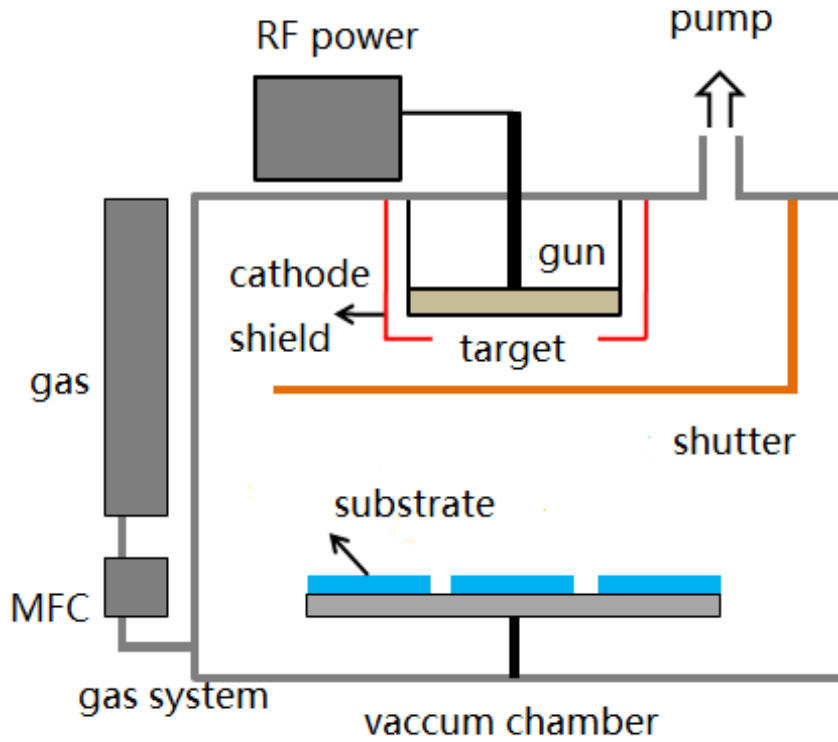 RF power
pump
gun
cathode
shield
target
gas
shutter
substrate
MFC
gas system
vaccum chamber